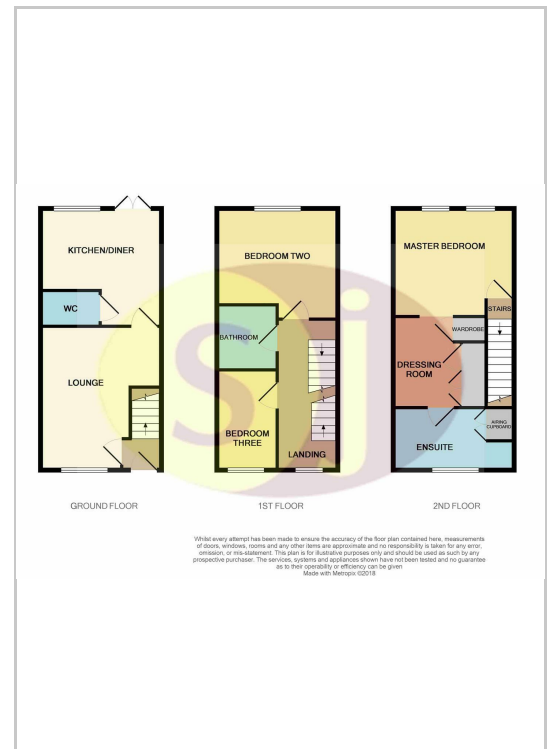 KITCHEN/DINER
WC
LOUNGE
GROUND FLOOR
BEDROOM TWO
BATHROOM
BEDROOM
THREE
LANDING
1ST FLOOR
MASTER BEDROOM
STAIRS
WARDROBE
DRESSING
ROOM
AIRING
CUPBOARD
ENSUITE
2ND FLOOR
sj
Whilst every attempt has been made to ensure the accuracy of the floor plan contained here, measurements
of doors, windows, rooms and any other items are approximate and no responsibility is taken for any error,
omission, or mis-statement. This plan is for illustrative purposes only and should be used as such by any
prospective purchaser. The services, systems and appliances shown have not been tested and no guarantee
as to their operability or efficiency can be given
Made with Metropix ©2018